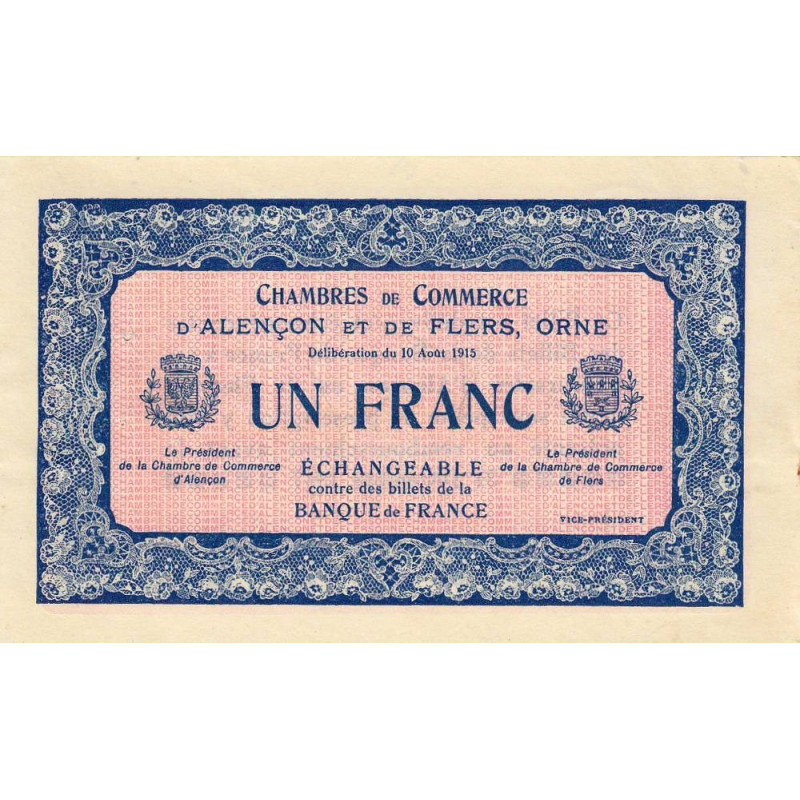 CHAMBRES DE COMMERCE
D'ALENÇON ET DE FLERS, ORNE
Délibération du 10 Août 1915
UN FRANC
Le Président
de la Chambre de Commerce
d'Alençon
ÉCHANGEABLE
contre des billets de la
BANQUE de FRANCE
Le Président
de la Chambre de Commerce
de Flers
VICE-PRÉSIDENT